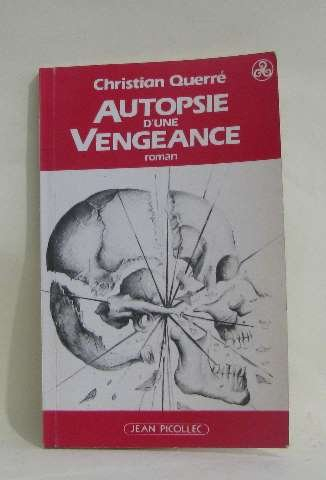 Christian Querré
AUTOPSIE
D'UNE
VENGEANCE
roman
JEAN PICOLLEC